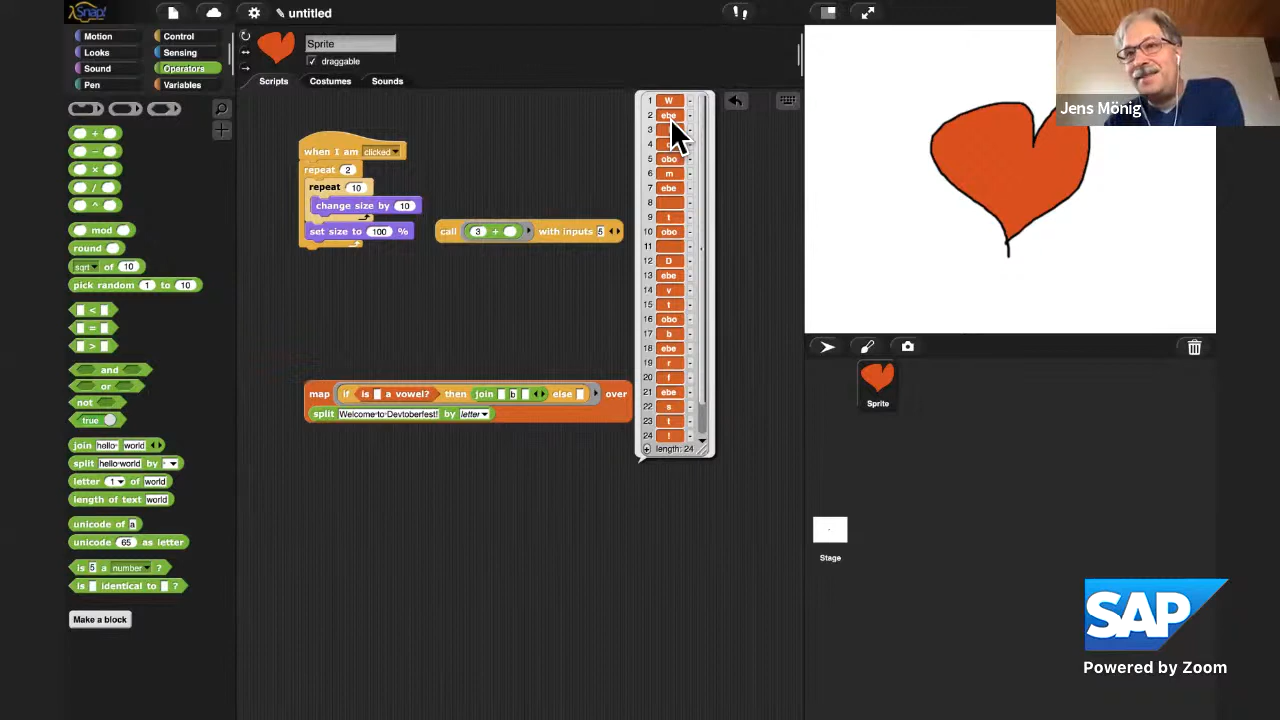 Snap!
untitled
Motion
Control
Looks
Sensing
Sound
Operators
Pen
Variables
Sprite
draggable
Scripts
Costumes
Sounds
+
−
×
/
^
mod
round
sqrt of 10
pick random 1 to 10
<
=
>
and
or
not
true
join hello world
split hello world by
letter 1 of world
length of text world
unicode of a
unicode 65 as letter
is 5 a number ?
is identical to ?
Make a block
when I am clicked
repeat 2
repeat 10
change size by 10
set size to 100 %
call 3 + with inputs 5
map if is a vowel? then join b else over
split Welcome·to·Devtoberfest! by letter
1 W
2 ebe
3
4
5 obo
6 m
7 ebe
8
9 t
10 obo
11
12 D
13 ebe
14 v
15 t
16 obo
17 b
18 ebe
19 r
20 f
21 ebe
22 s
23 t
24 !
length: 24
Jens Mönig
Sprite
Stage
SAP
Powered by Zoom